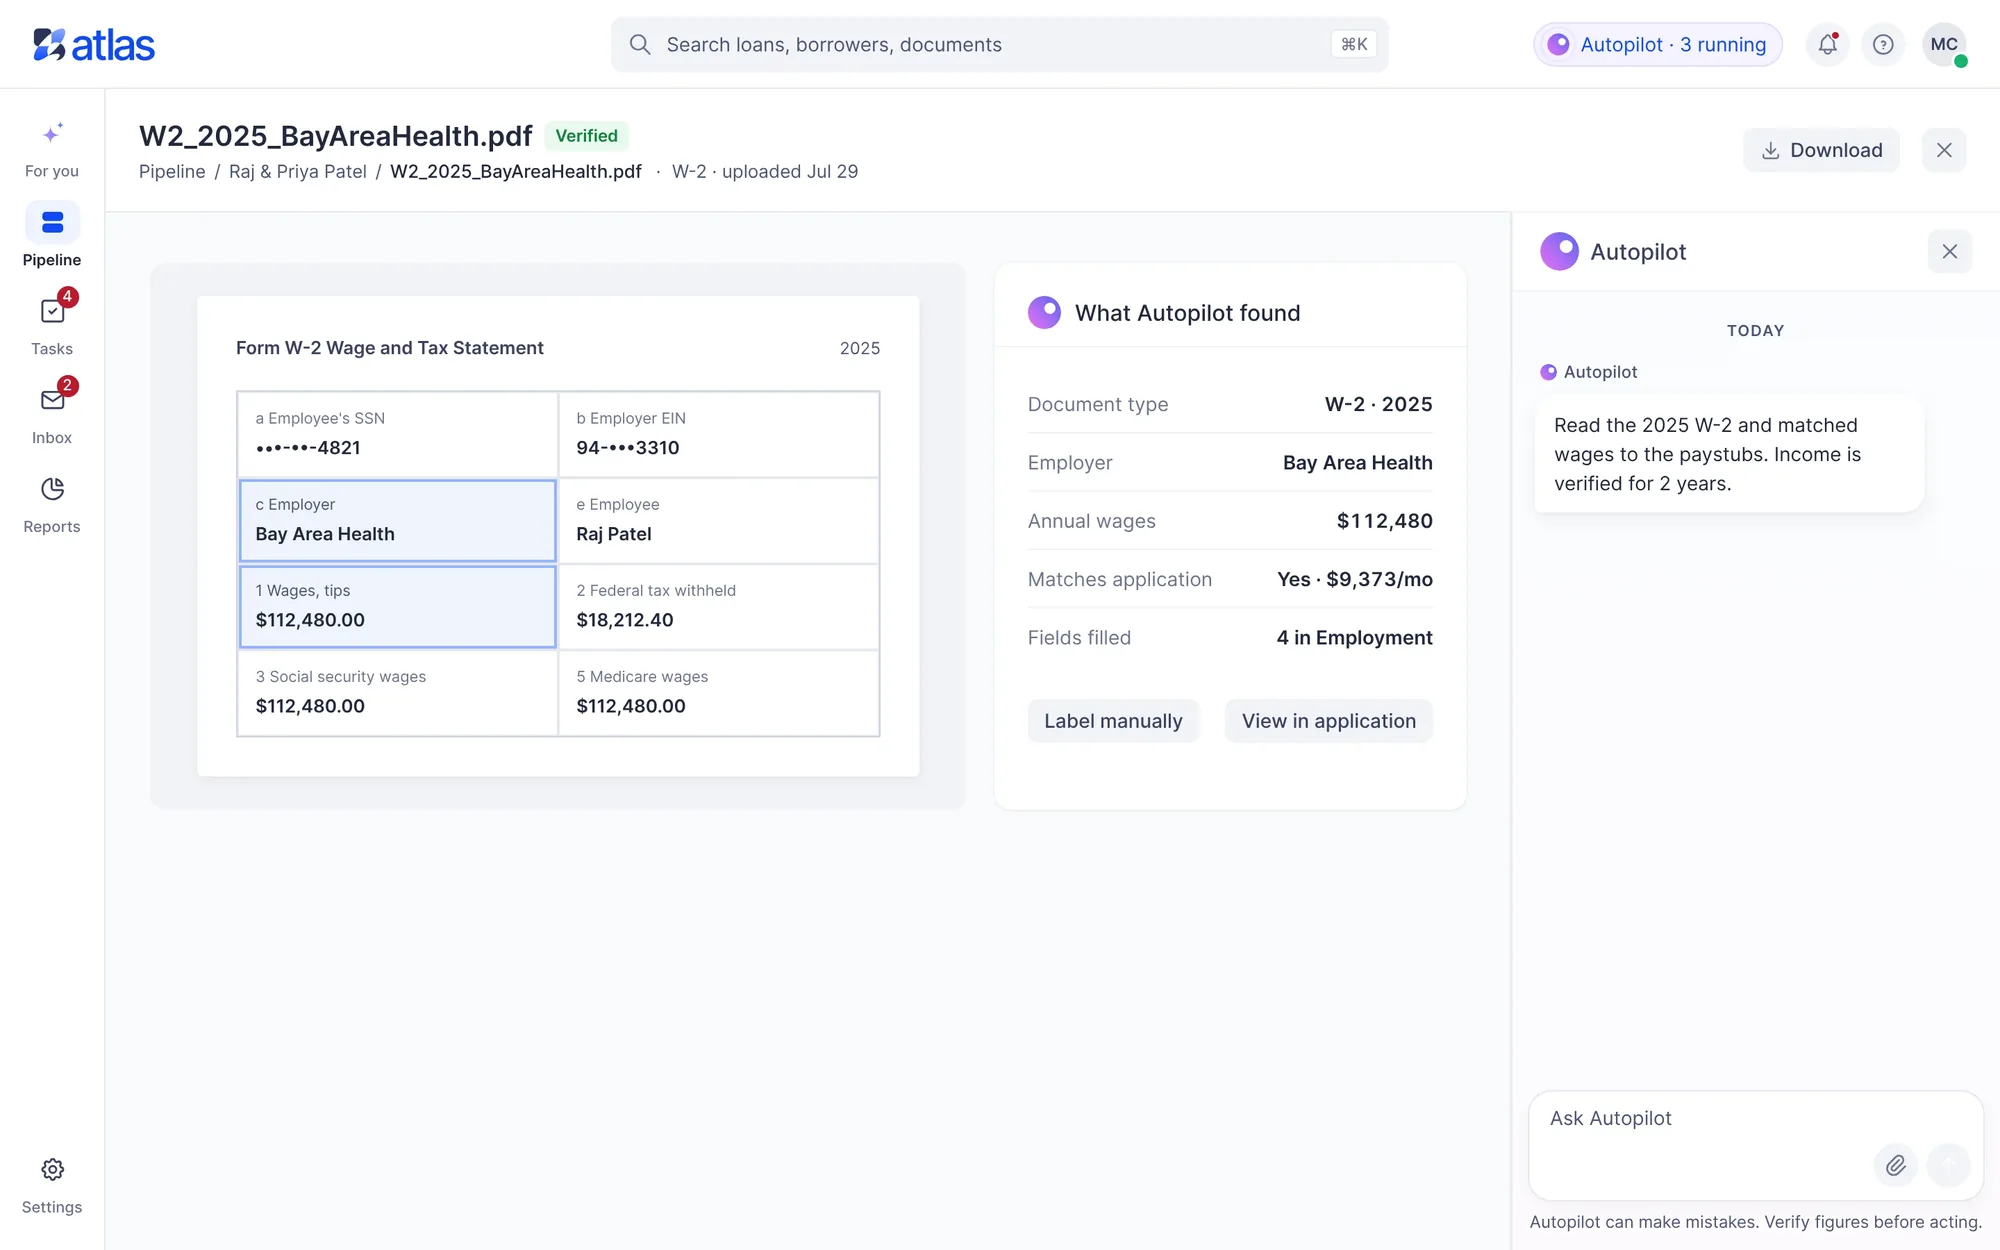 atlas
Search loans, borrowers, documents
⌘K
Autopilot · 3 running
MC
For you
Pipeline
4
Tasks
2
Inbox
Reports
Settings
W2_2025_BayAreaHealth.pdf
Verified
Pipeline / Raj & Priya Patel / W2_2025_BayAreaHealth.pdf · W-2 · uploaded Jul 29
Download
Form W-2 Wage and Tax Statement
2025
a Employee's SSN
•••-••-4821
b Employer EIN
94-•••3310
c Employer
Bay Area Health
e Employee
Raj Patel
1 Wages, tips
$112,480.00
2 Federal tax withheld
$18,212.40
3 Social security wages
$112,480.00
5 Medicare wages
$112,480.00
What Autopilot found
Document type
W-2 · 2025
Employer
Bay Area Health
Annual wages
$112,480
Matches application
Yes · $9,373/mo
Fields filled
4 in Employment
Label manually
View in application
Autopilot
TODAY
Autopilot
Read the 2025 W-2 and matched
wages to the paystubs. Income is
verified for 2 years.
Ask Autopilot
Autopilot can make mistakes. Verify figures before acting.